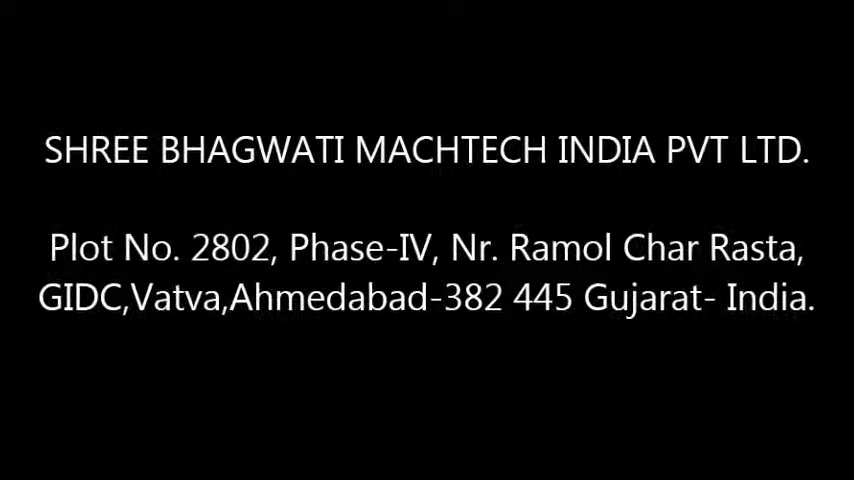 SHREE BHAGWATI MACHTECH INDIA PVT LTD.
Plot No. 2802, Phase-IV, Nr. Ramol Char Rasta,
GIDC,Vatva,Ahmedabad-382 445 Gujarat- India.